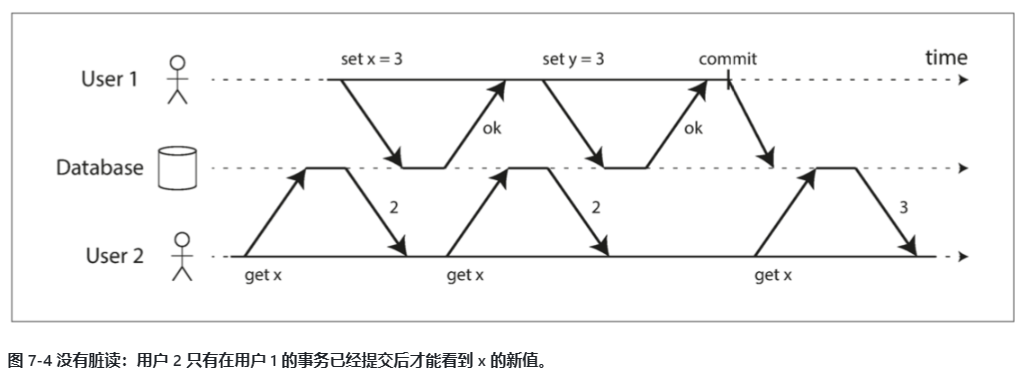 set x = 3
set y = 3
commit
time
User 1
ok
ok
Database
2
2
3
User 2
get x
get x
get x
图 7-4 没有脏读：用户 2 只有在用户 1 的事务已经提交后才能看到 x 的新值。